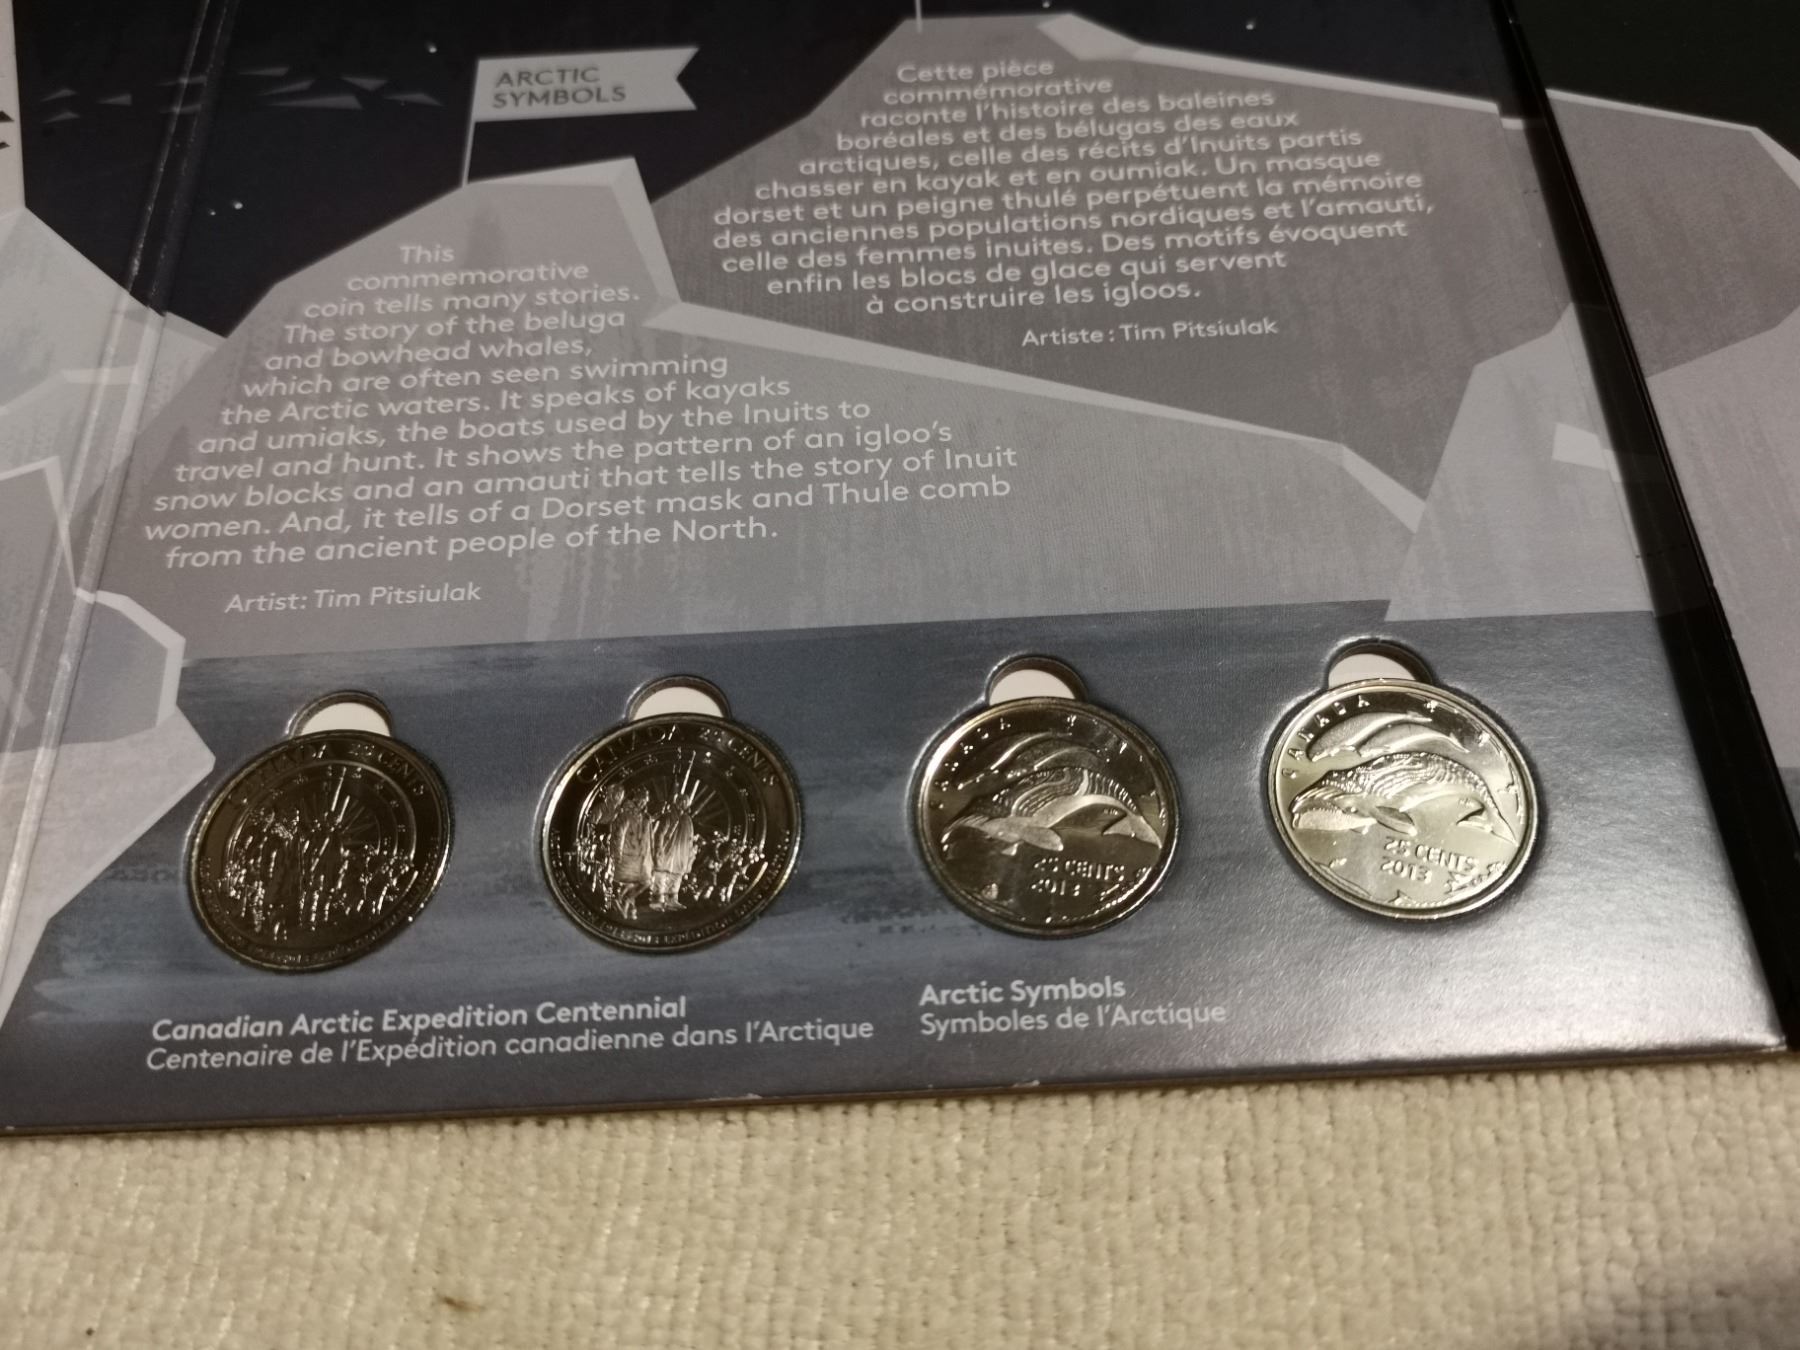 ARCTIC
SYMBOLS
This
commemorative
coin tells many stories.
The story of the beluga
and bowhead whales,
which are often seen swimming
the Arctic waters. It speaks of kayaks
and umiaks, the boats used by the Inuits to
travel and hunt. It shows the pattern of an igloo's
snow blocks and an amauti that tells the story of Inuit
women. And, it tells of a Dorset mask and Thule comb
from the ancient people of the North.
Artist: Tim Pitsiulak
Cette pièce
commémorative
raconte l'histoire des baleines
boréales et des bélugas des eaux
arctiques, celle des récits d'Inuits partis
chasser en kayak et en oumiak. Un masque
dorset et un peigne thulé perpétuent la mémoire
des anciennes populations nordiques et l'amauti,
celle des femmes inuites. Des motifs évoquent
enfin les blocs de glace qui servent
à construire les igloos.
Artiste : Tim Pitsiulak
CANADA 25 CENTS
CANADA 25 CENTS
CANADA
25 CENTS
2013
CANADA
25 CENTS
2013
Canadian Arctic Expedition Centennial
Centenaire de l'Expédition canadienne dans l'Arctique
Arctic Symbols
Symboles de l'Arctique